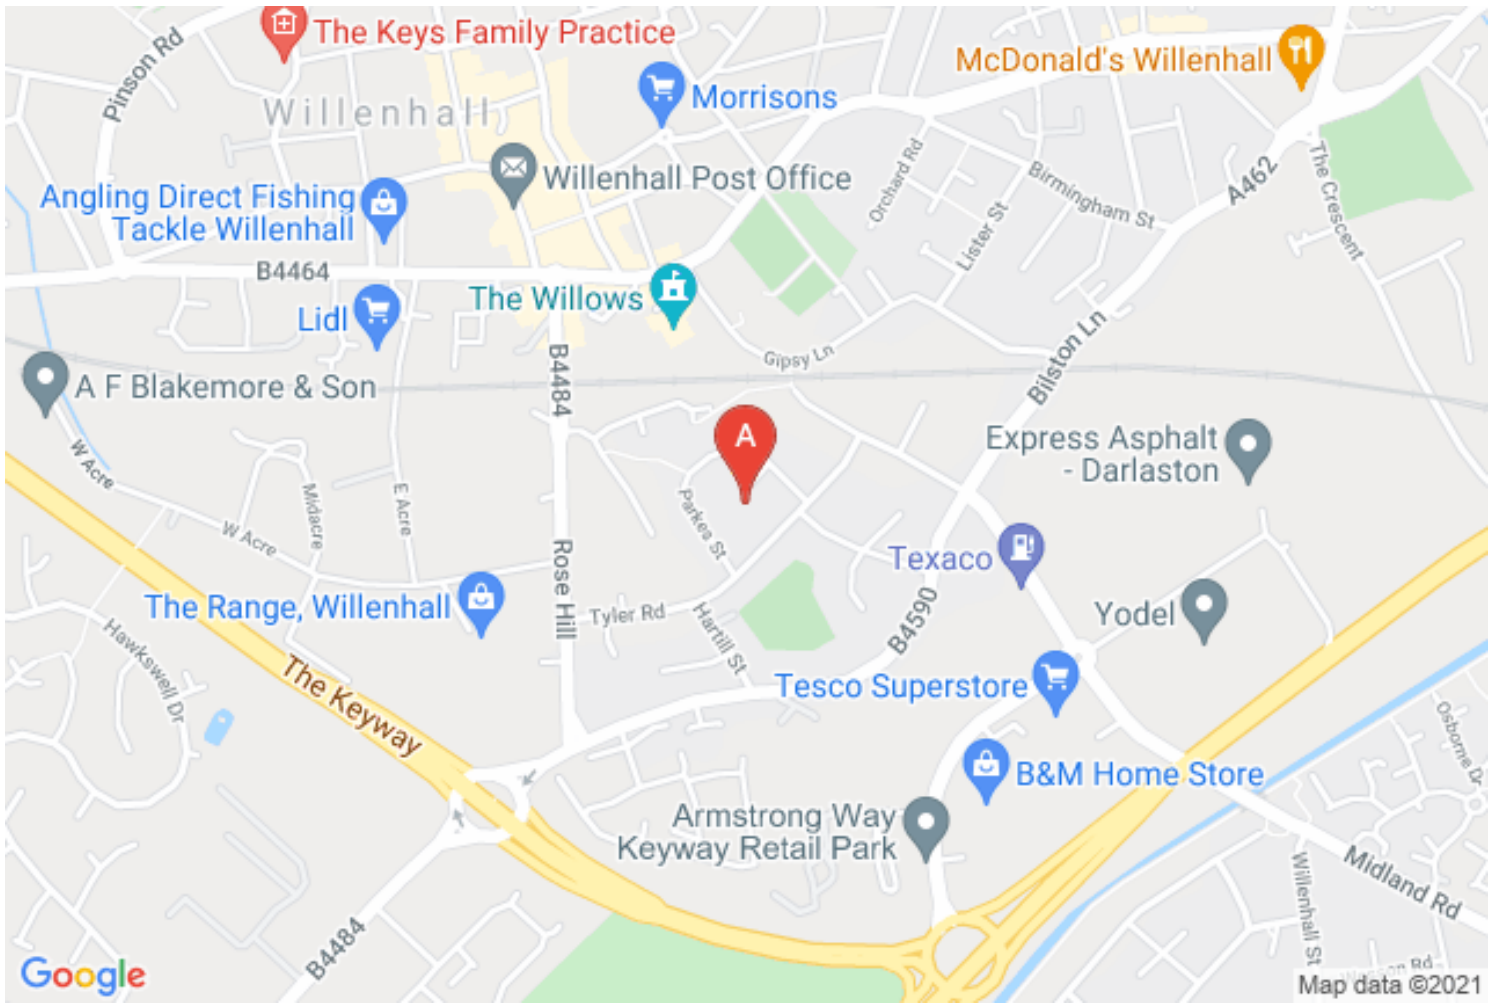 The Keys Family Practice
Pinson Rd
Willenhall
McDonald's Willenhall
Morrisons
Willenhall Post Office
Orchard Rd
Birmingham St
A462
The Crescent
Angling Direct Fishing
Tackle Willenhall
Lister St
B4464
The Willows
Lidl
Gipsy Ln
Bilston Ln
B4484
A F Blakemore & Son
A
Express Asphalt
- Darlaston
W Acre
Midacre
E Acre
Parkes St
W Acre
Texaco
Rose Hill
The Range, Willenhall
Tyler Rd
Hartill St
B4590
Yodel
Hawkswell Dr
The Keyway
Tesco Superstore
Osborne Dr
B&M Home Store
Armstrong Way
Keyway Retail Park
Midland Rd
Willenhall St
B4484
Google
Rd
Map data ©2021